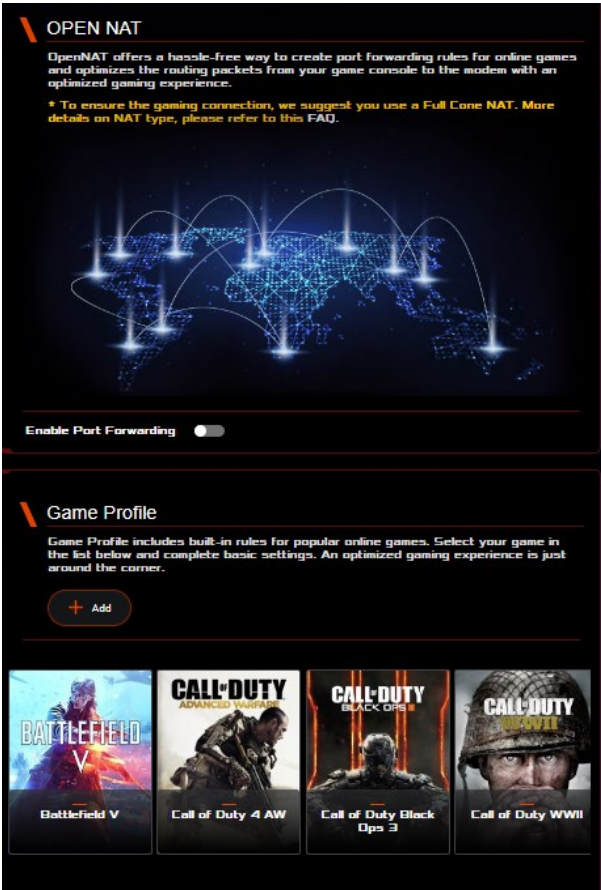 OPEN NAT
OpenNAT offers a hassle-free way to create port forwarding rules for online games
and optimizes the routing packets from your game console to the modem with an
optimized gaming experience.
* To ensure the gaming connection, we suggest you use a Full Cone NAT. More
details on NAT type, please refer to this FAQ.
Enable Port Forwarding
Game Profile
Game Profile includes built-in rules for popular online games. Select your game in
the list below and complete basic settings. An optimized gaming experience is just
around the corner.
+ Add
BATTLEFIELD
V
Battlefield V
CALL OF DUTY
ADVANCED WARFARE
Call of Duty 4 AW
CALL OF DUTY
BLACK OPS III
Call of Duty Black
Ops 3
CALL OF DUTY
WWII
Call of Duty WWII